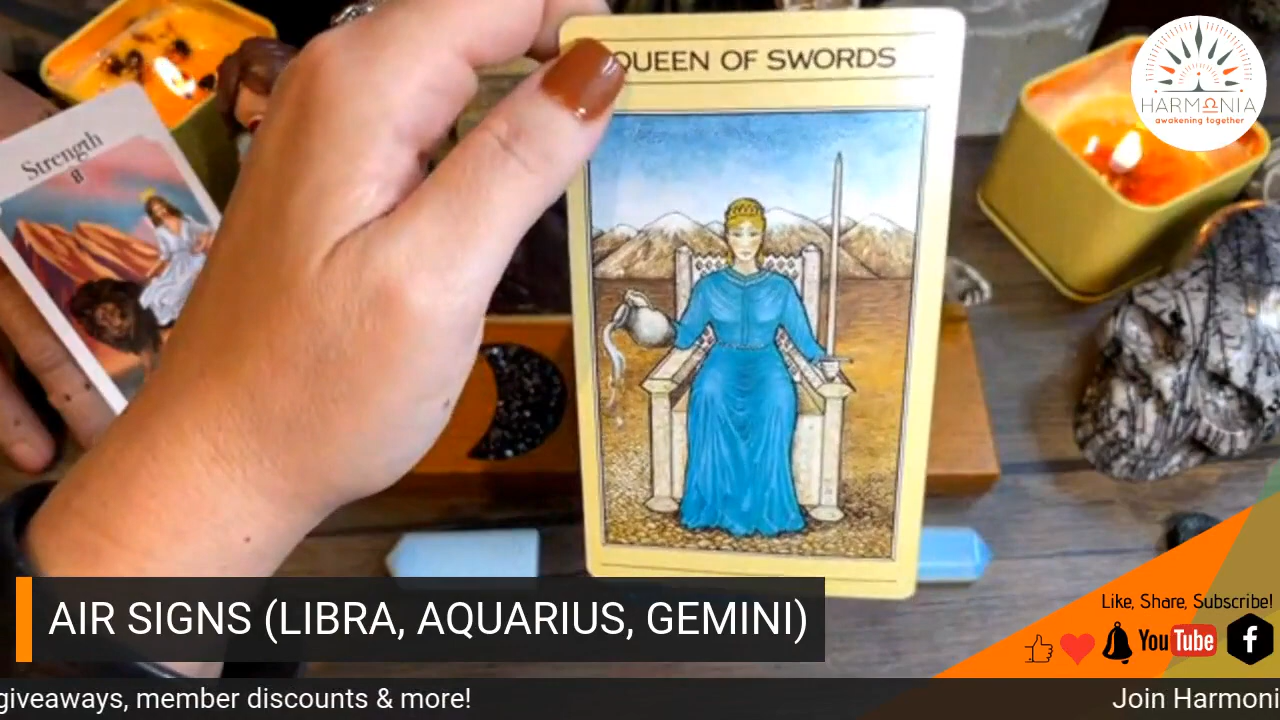 QUEEN OF SWORDS
Strength
8
HARMONIA
awakening together
Like, Share, Subscribe!
YouTube
AIR SIGNS (LIBRA, AQUARIUS, GEMINI)
giveaways, member discounts & more!
Join Harmoni